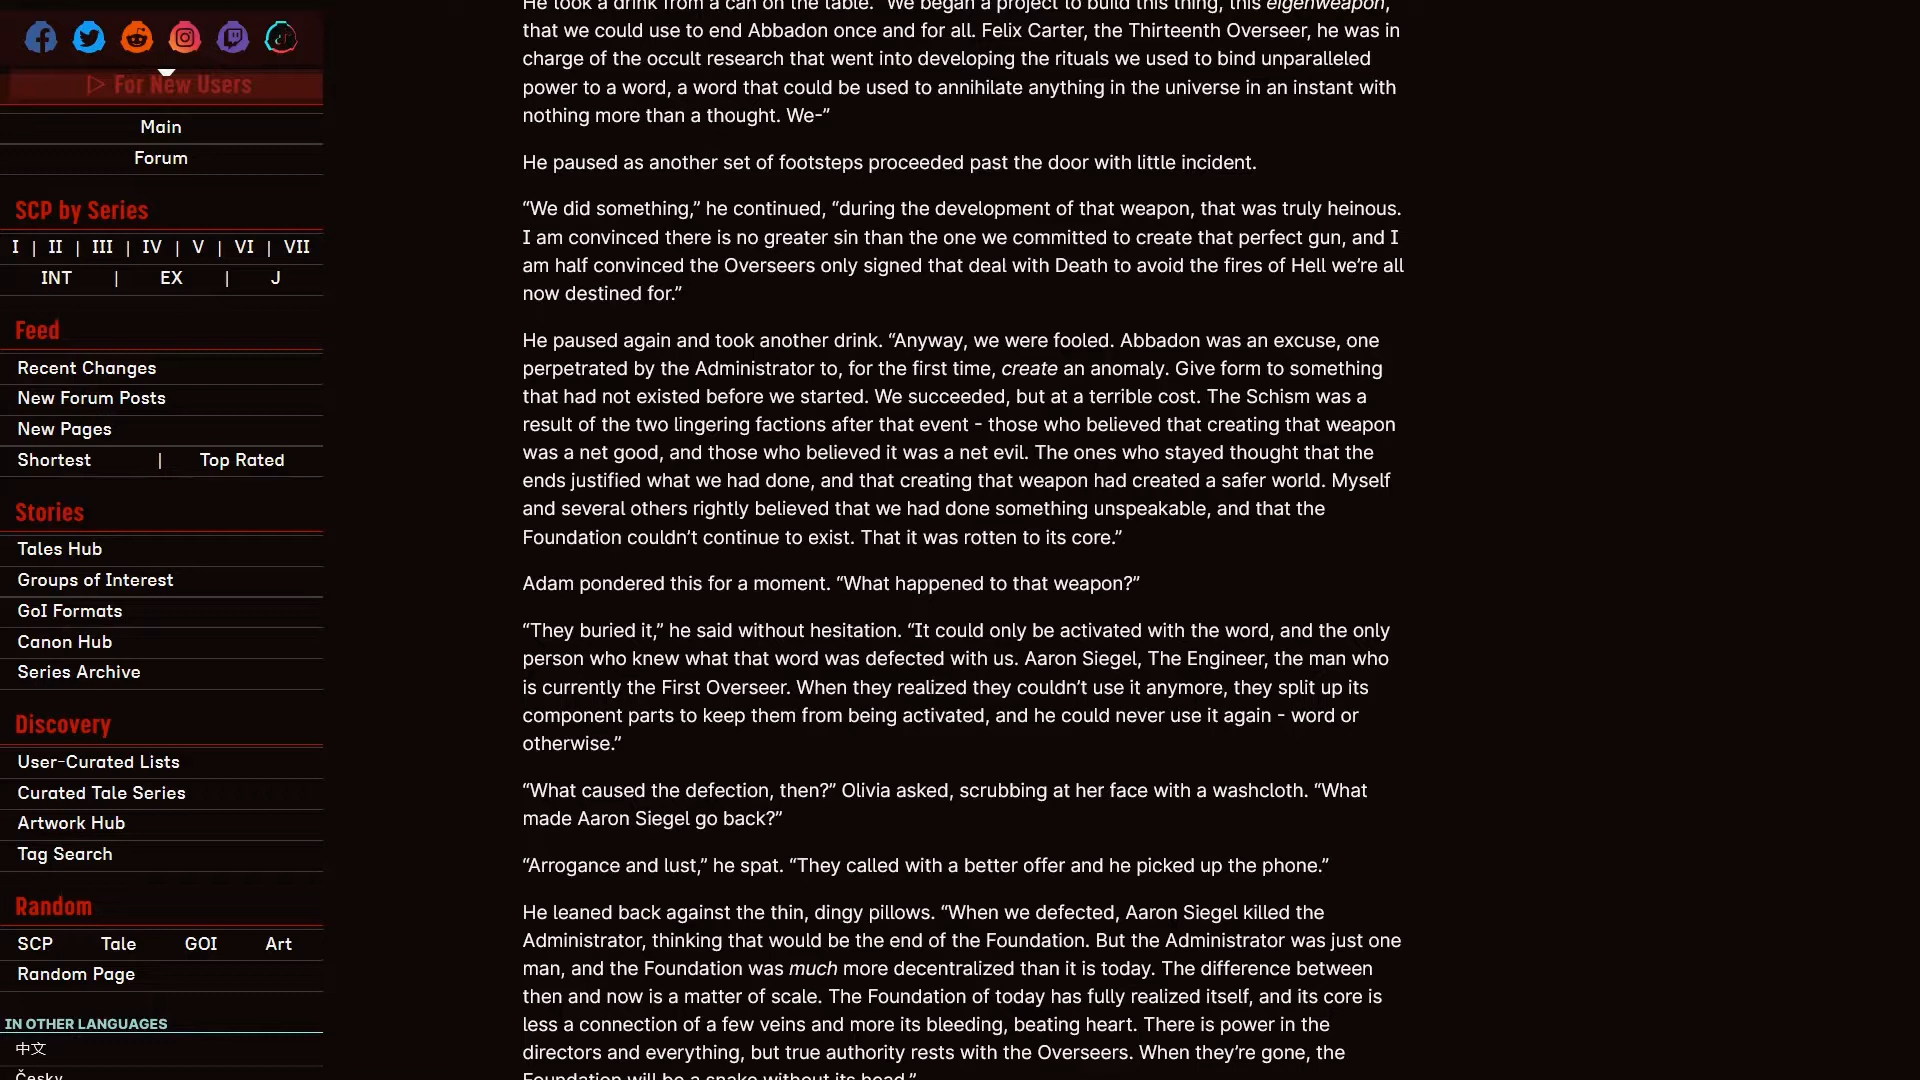 ▷ For New Users
Main
Forum
SCP by Series
I | II | III | IV | V | VI | VII
INT | EX | J
Feed
Recent Changes
New Forum Posts
New Pages
Shortest | Top Rated
Stories
Tales Hub
Groups of Interest
GoI Formats
Canon Hub
Series Archive
Discovery
User-Curated Lists
Curated Tale Series
Artwork Hub
Tag Search
Random
SCP Tale GOI Art
Random Page
IN OTHER LANGUAGES
中文
Česky
He took a drink from a can on the table. “We began a project to build this thing, this eigenweapon,
that we could use to end Abbadon once and for all. Felix Carter, the Thirteenth Overseer, he was in
charge of the occult research that went into developing the rituals we used to bind unparalleled
power to a word, a word that could be used to annihilate anything in the universe in an instant with
nothing more than a thought. We-”
He paused as another set of footsteps proceeded past the door with little incident.
“We did something,” he continued, “during the development of that weapon, that was truly heinous.
I am convinced there is no greater sin than the one we committed to create that perfect gun, and I
am half convinced the Overseers only signed that deal with Death to avoid the fires of Hell we’re all
now destined for.”
He paused again and took another drink. “Anyway, we were fooled. Abbadon was an excuse, one
perpetrated by the Administrator to, for the first time, create an anomaly. Give form to something
that had not existed before we started. We succeeded, but at a terrible cost. The Schism was a
result of the two lingering factions after that event - those who believed that creating that weapon
was a net good, and those who believed it was a net evil. The ones who stayed thought that the
ends justified what we had done, and that creating that weapon had created a safer world. Myself
and several others rightly believed that we had done something unspeakable, and that the
Foundation couldn’t continue to exist. That it was rotten to its core.”
Adam pondered this for a moment. “What happened to that weapon?”
“They buried it,” he said without hesitation. “It could only be activated with the word, and the only
person who knew what that word was defected with us. Aaron Siegel, The Engineer, the man who
is currently the First Overseer. When they realized they couldn’t use it anymore, they split up its
component parts to keep them from being activated, and he could never use it again - word or
otherwise.”
“What caused the defection, then?” Olivia asked, scrubbing at her face with a washcloth. “What
made Aaron Siegel go back?”
“Arrogance and lust,” he spat. “They called with a better offer and he picked up the phone.”
He leaned back against the thin, dingy pillows. “When we defected, Aaron Siegel killed the
Administrator, thinking that would be the end of the Foundation. But the Administrator was just one
man, and the Foundation was much more decentralized than it is today. The difference between
then and now is a matter of scale. The Foundation of today has fully realized itself, and its core is
less a connection of a few veins and more its bleeding, beating heart. There is power in the
directors and everything, but true authority rests with the Overseers. When they’re gone, the
Foundation will be a snake without its head.”